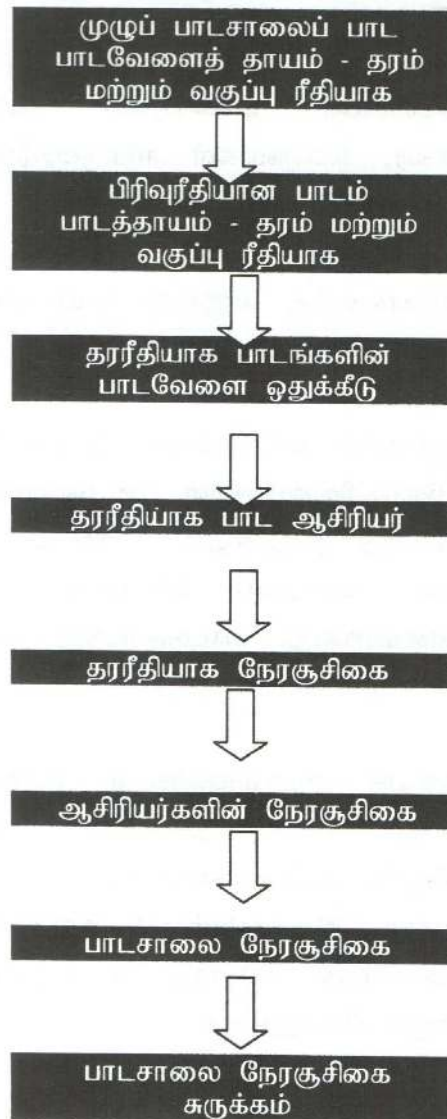 முழுப் பாடசாலைப் பாட
பாடவேளைத் தாயம் - தரம்
மற்றும் வகுப்பு ரீதியாக
பிரிவுரீதியான பாடம்
பாடத்தாயம் - தரம் மற்றும்
வகுப்பு ரீதியாக
தரரீதியாக பாடங்களின்
பாடவேளை ஒதுக்கீடு
தரரீதியாக பாட ஆசிரியர்
தரரீதியாக நேரசூசிகை
ஆசிரியர்களின் நேரசூசிகை
பாடசாலை நேரசூசிகை
பாடசாலை நேரசூசிகை
சுருக்கம்